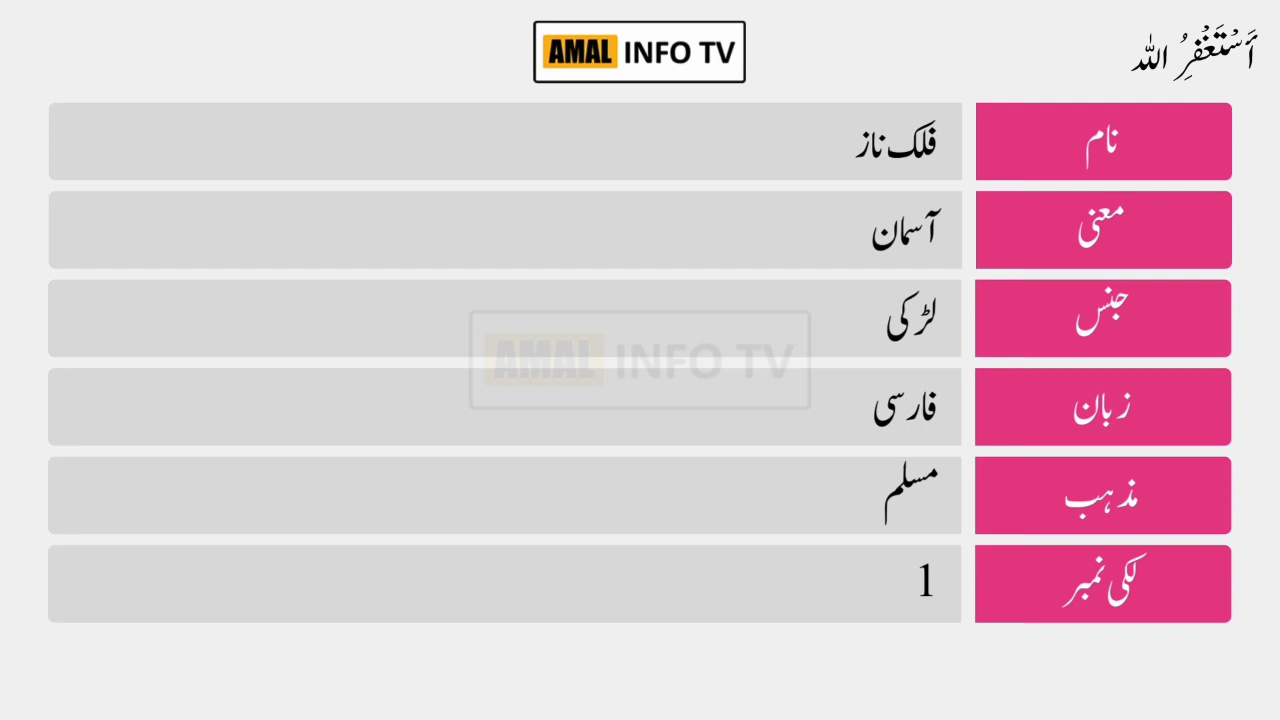 AMAL INFO TV
أَسْتَغْفِرُ اللّٰه
نام فلک ناز
معنی آسمان
جنس لڑکی
AMAL INFO TV
زبان فارسی
مذہب مسلم
لکی نمبر 1